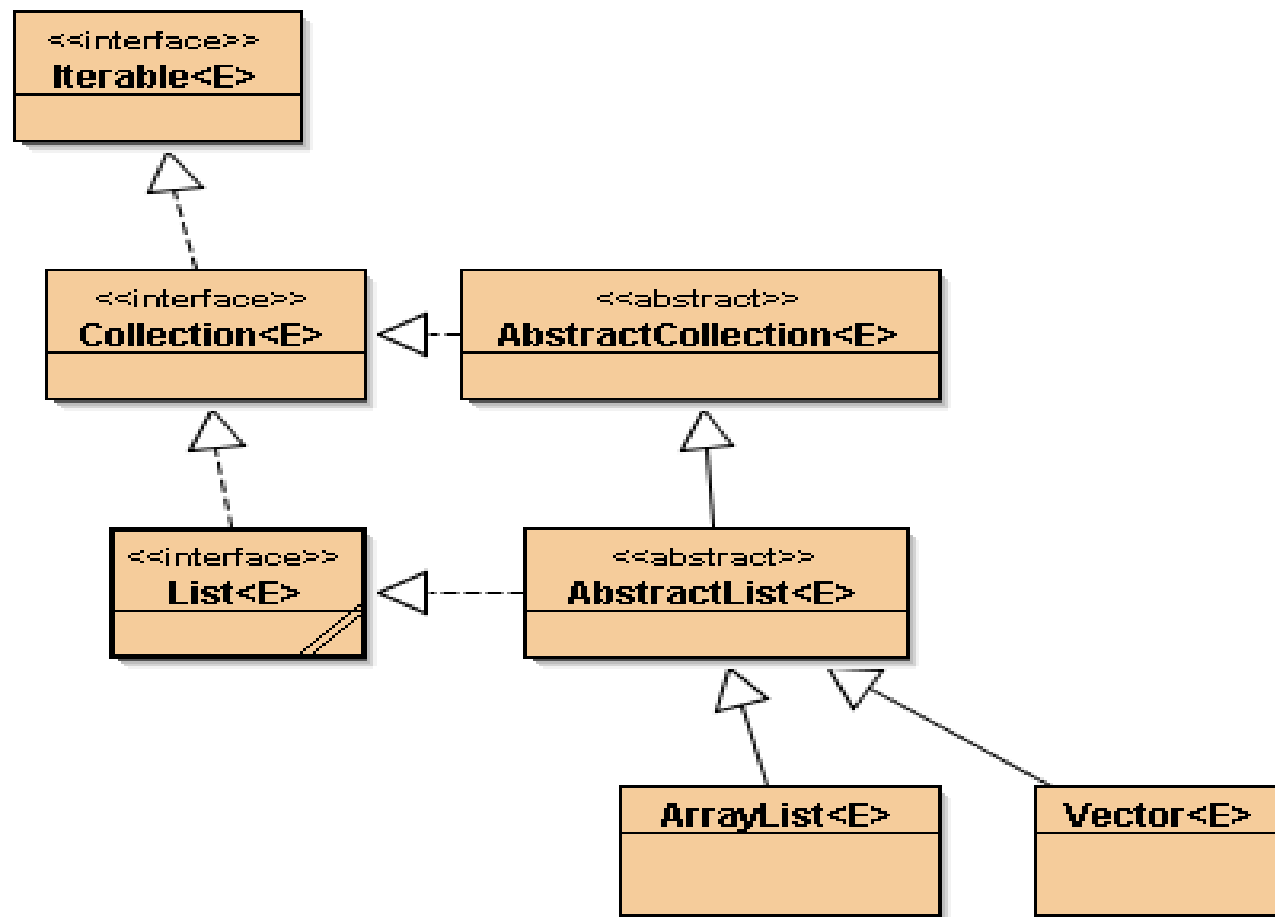 <<interface>>
Iterable<E>
<<interface>>
Collection<E>
<<abstract>>
AbstractCollection<E>
<<interface>>
List<E>
<<abstract>>
AbstractList<E>
ArrayList<E>
Vector<E>